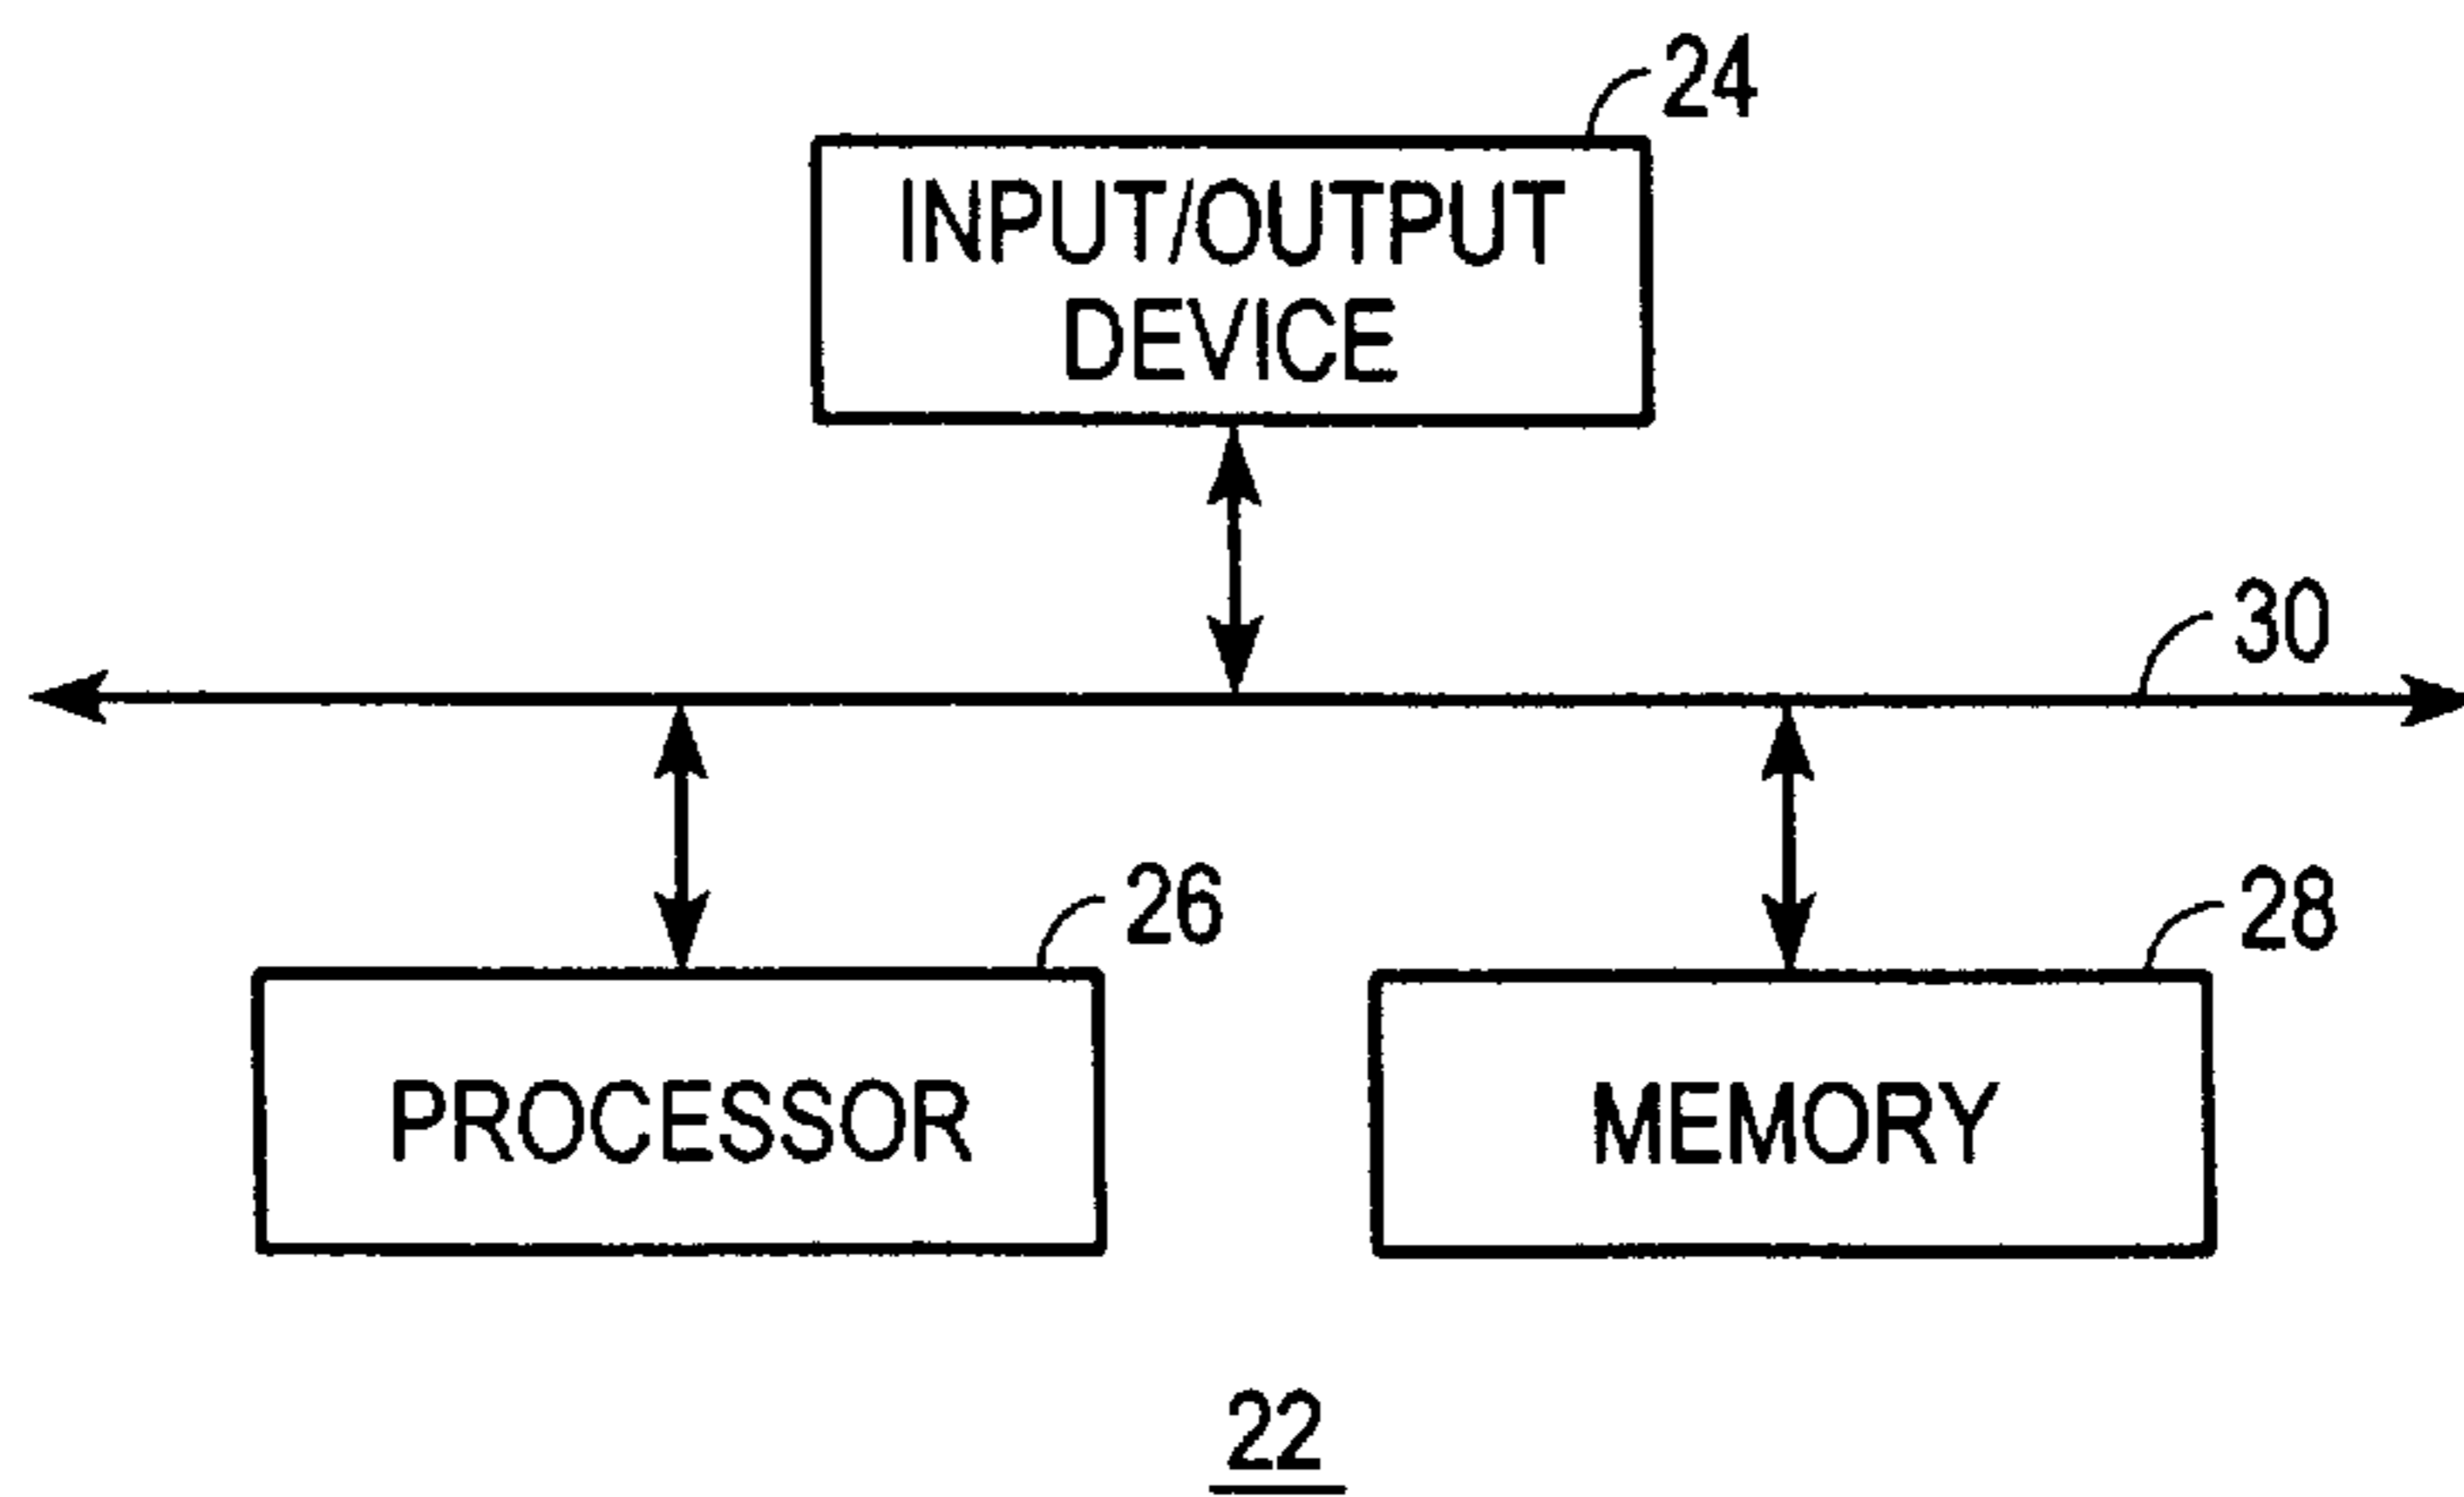 24
INPUT/OUTPUT
DEVICE
30
26
28
PROCESSOR
MEMORY
22